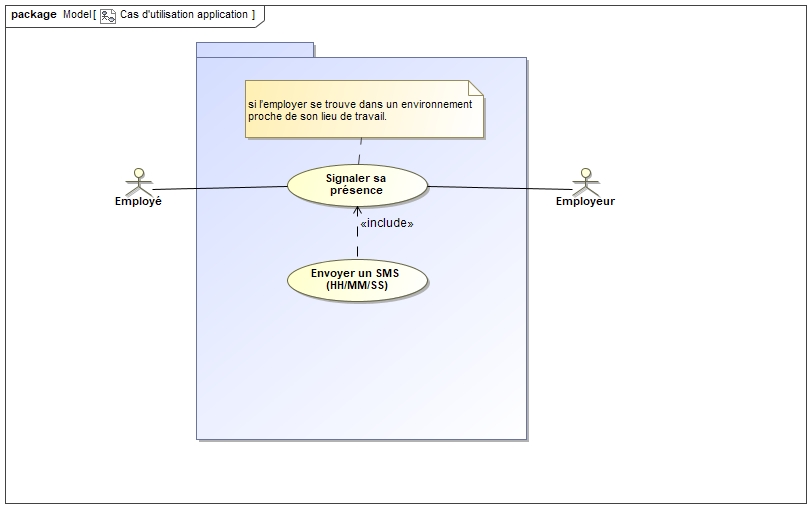 package Model[ Cas d'utilisation application ]
si l'employer se trouve dans un environnement
proche de son lieu de travail.
Signaler sa
présence
Employé
Employeur
«include»
Envoyer un SMS
(HH/MM/SS)